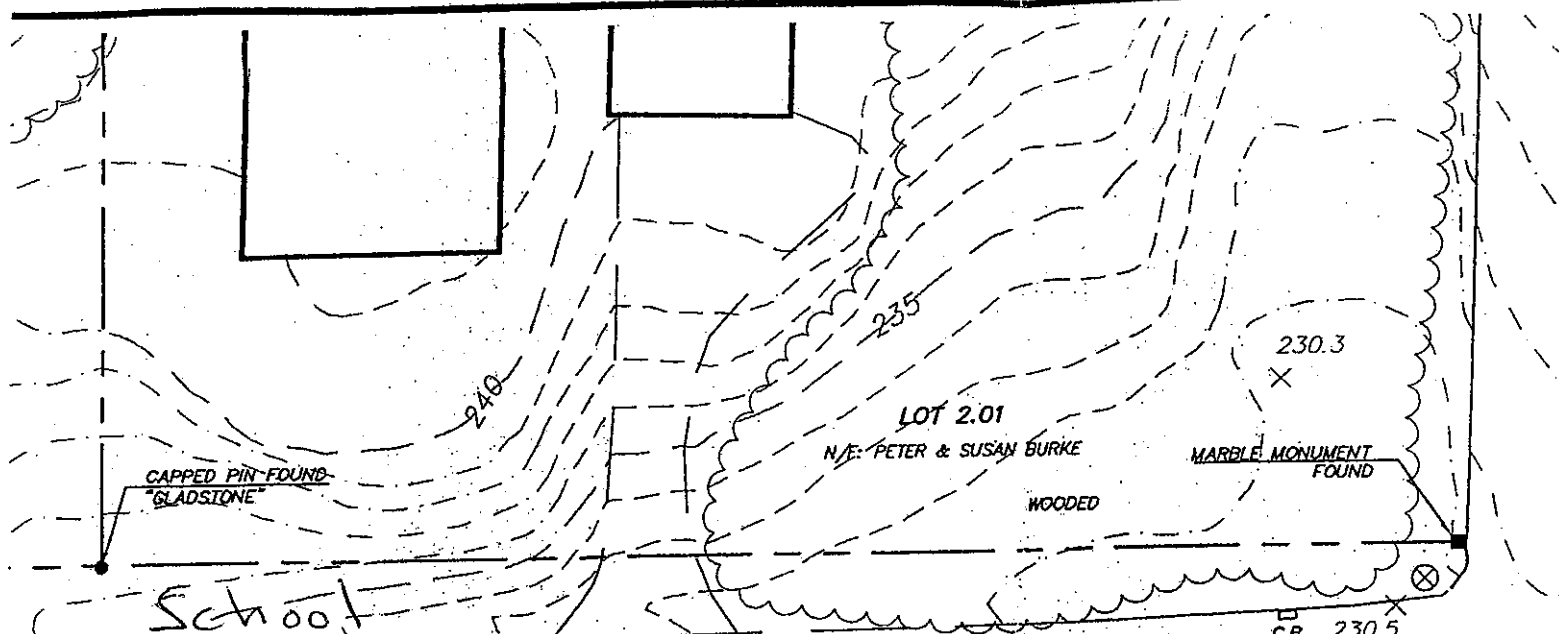 235
230.3
240
LOT 2.01
N/E: PETER & SUSAN BURKE
MARBLE MONUMENT
FOUND
CAPPED PIN FOUND
"GLADSTONE"
WOODED
School
C.B. 230.5